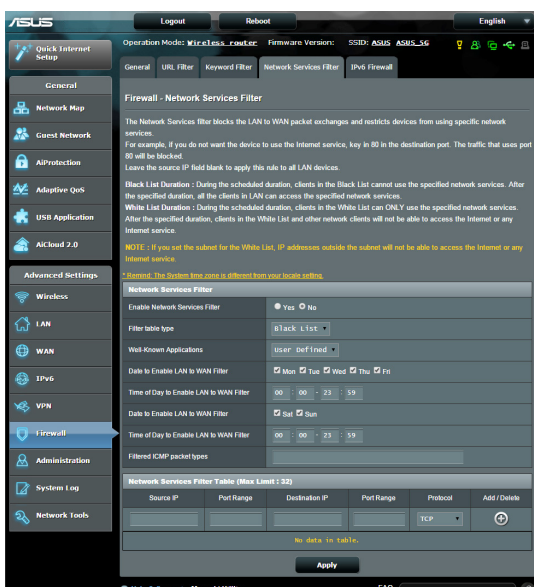 ASUS
Logout
Reboot
English
Quick Internet
Setup
Operation Mode: Wireless router Firmware Version: SSID: ASUS ASUS_5G
General
URL Filter
Keyword Filter
Network Services Filter
IPv6 Firewall
General
Network Map
Guest Network
AiProtection
Adaptive QoS
USB Application
AiCloud 2.0
Advanced Settings
Wireless
LAN
WAN
IPv6
VPN
Firewall
Administration
System Log
Network Tools
Firewall - Network Services Filter
The Network Services filter blocks the LAN to WAN packet exchanges and restricts devices from using specific network
services.
For example, if you do not want the device to use the Internet service, key in 80 in the destination port. The traffic that uses port
80 will be blocked.
Leave the source IP field blank to apply this rule to all LAN devices.
Black List Duration : During the scheduled duration, clients in the Black List cannot use the specified network services. After
the specified duration, all the clients in LAN can access the specified network services.
White List Duration : During the scheduled duration, clients in the White List can ONLY use the specified network services.
After the specified duration, clients in the White List and other network clients will not be able to access the Internet or any
Internet service.
NOTE : If you set the subnet for the White List, IP addresses outside the subnet will not be able to access the Internet or any
Internet service.
* Remind: The System time zone is different from your locale setting.
Network Services Filter
Enable Network Services Filter
Yes No
Filter table type
Black List
Well-Known Applications
User Defined
Date to Enable LAN to WAN Filter
Mon Tue Wed Thu Fri
Time of Day to Enable LAN to WAN Filter
00 : 00 - 23 : 59
Date to Enable LAN to WAN Filter
Sat Sun
Time of Day to Enable LAN to WAN Filter
00 : 00 - 23 : 59
Filtered ICMP packet types
Network Services Filter Table (Max Limit : 32)
Source IP Port Range Destination IP Port Range Protocol Add / Delete
TCP
No data in table.
Apply
FAQ